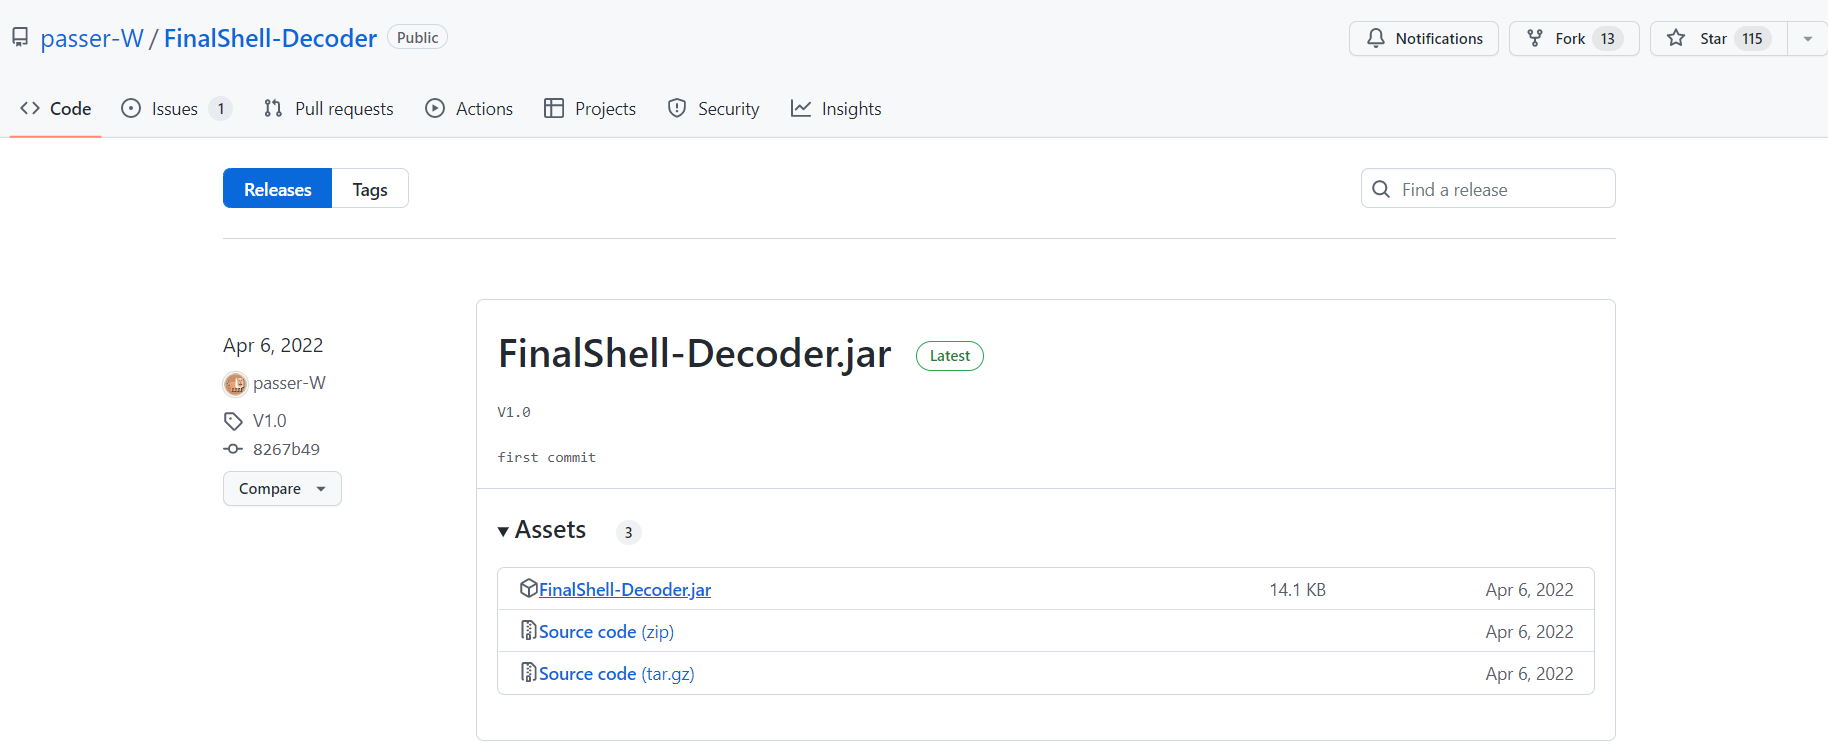 passer-W / FinalShell-Decoder Public Notifications Fork 13 Star 115
Code Issues 1 Pull requests Actions Projects Security Insights
Releases Tags Find a release
Apr 6, 2022
passer-W
V1.0
8267b49
Compare
FinalShell-Decoder.jar Latest
V1.0
first commit
Assets 3
FinalShell-Decoder.jar 14.1 KB Apr 6, 2022
Source code (zip) Apr 6, 2022
Source code (tar.gz) Apr 6, 2022